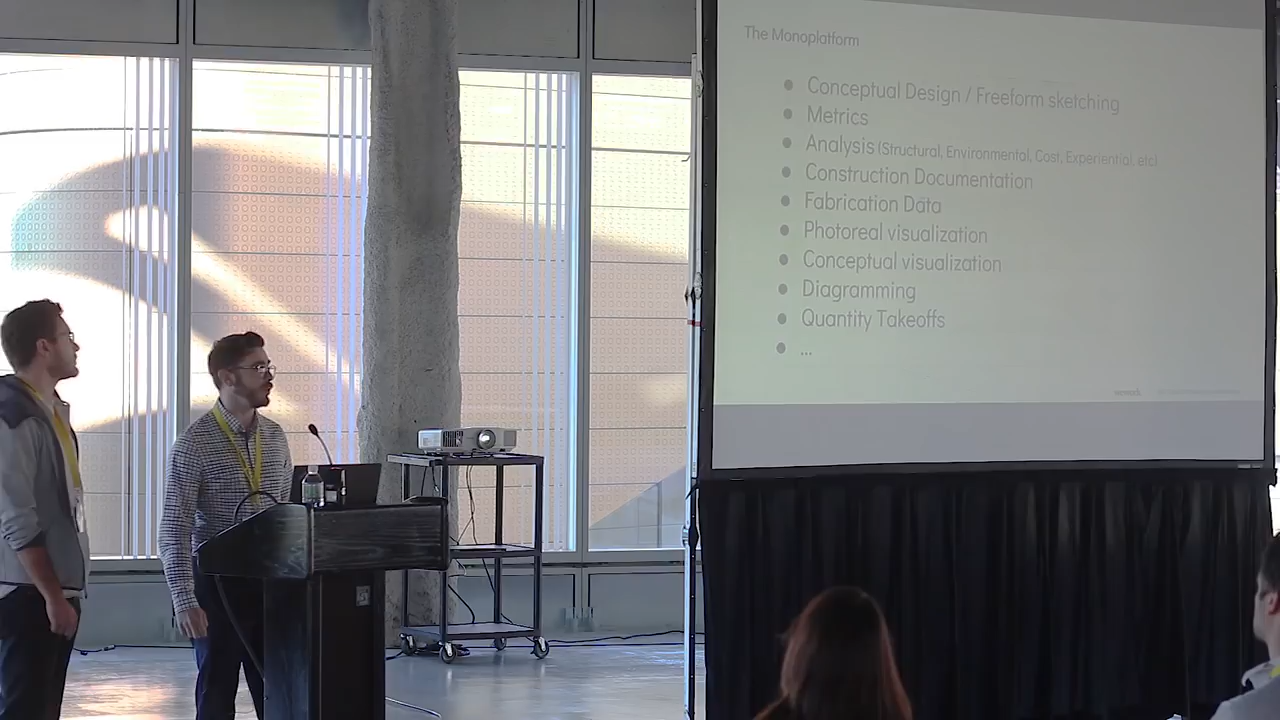 The Monoplatform
Conceptual Design / Freeform sketching
Metrics
Analysis (Structural, Environmental, Cost, Experiential, etc)
Construction Documentation
Fabrication Data
Photoreal visualization
Conceptual visualization
Diagramming
Quantity Takeoffs
...